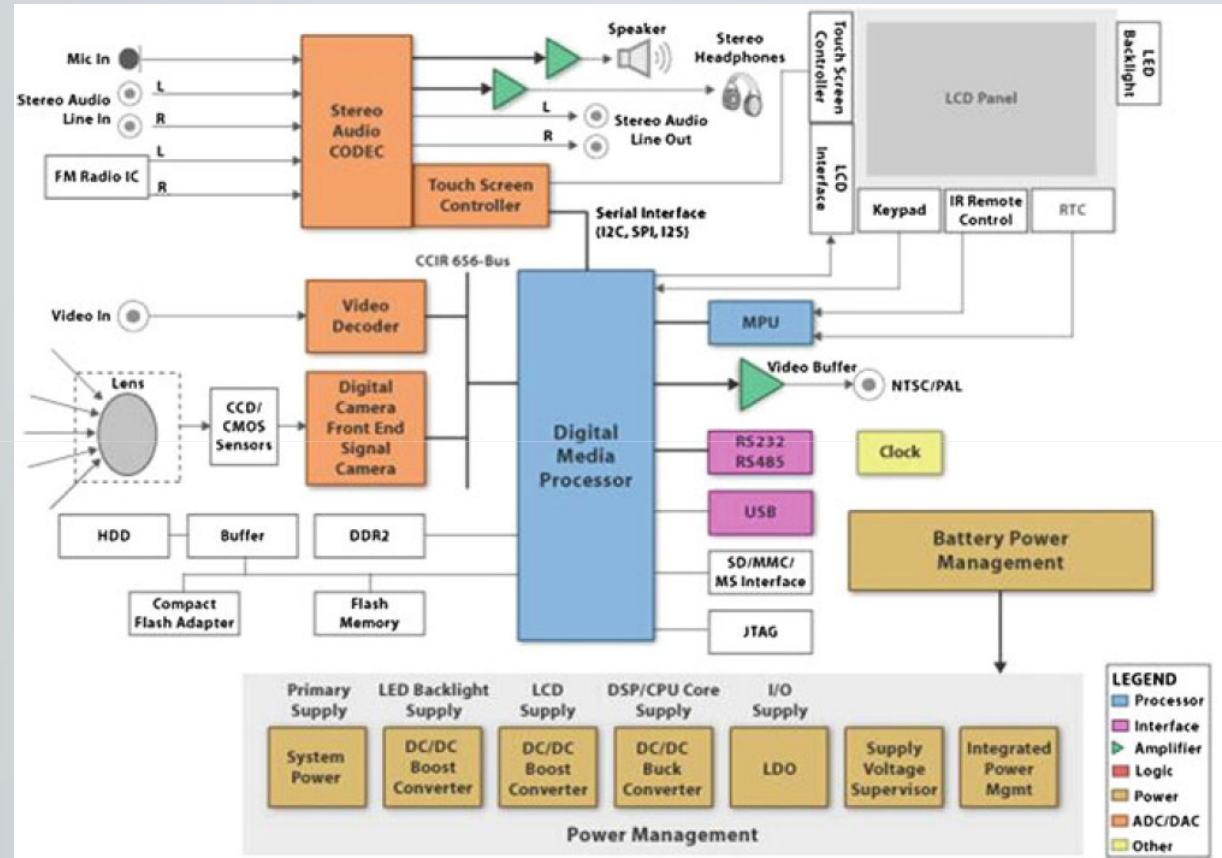 Mic In
Stereo Audio
Line In
L
R
FM Radio IC
L
R
Stereo
Audio
CODEC
Speaker
Stereo
Headphones
L
R
Stereo Audio
Line Out
Touch Screen
Controller
Serial Interface
(I2C, SPI, I2S)
Touch Screen
Controller
LCD
Interface
LCD Panel
LED
Backlight
Keypad
IR Remote
Control
RTC
CCIR 656-Bus
Video In
Video
Decoder
Lens
CCD/
CMOS
Sensors
Digital
Camera
Front End
Signal
Camera
Digital
Media
Processor
MPU
Video Buffer
NTSC/PAL
RS232
RS485
Clock
USB
HDD
Buffer
DDR2
Compact
Flash Adapter
Flash
Memory
SD/MMC/
MS Interface
JTAG
Battery Power
Management
Primary
Supply
LED Backlight
Supply
LCD
Supply
DSP/CPU Core
Supply
I/O
Supply
System
Power
DC/DC
Boost
Converter
DC/DC
Boost
Converter
DC/DC
Buck
Converter
LDO
Supply
Voltage
Supervisor
Integrated
Power
Mgmt
Power Management
LEGEND
Processor
Interface
Amplifier
Logic
Power
ADC/DAC
Other